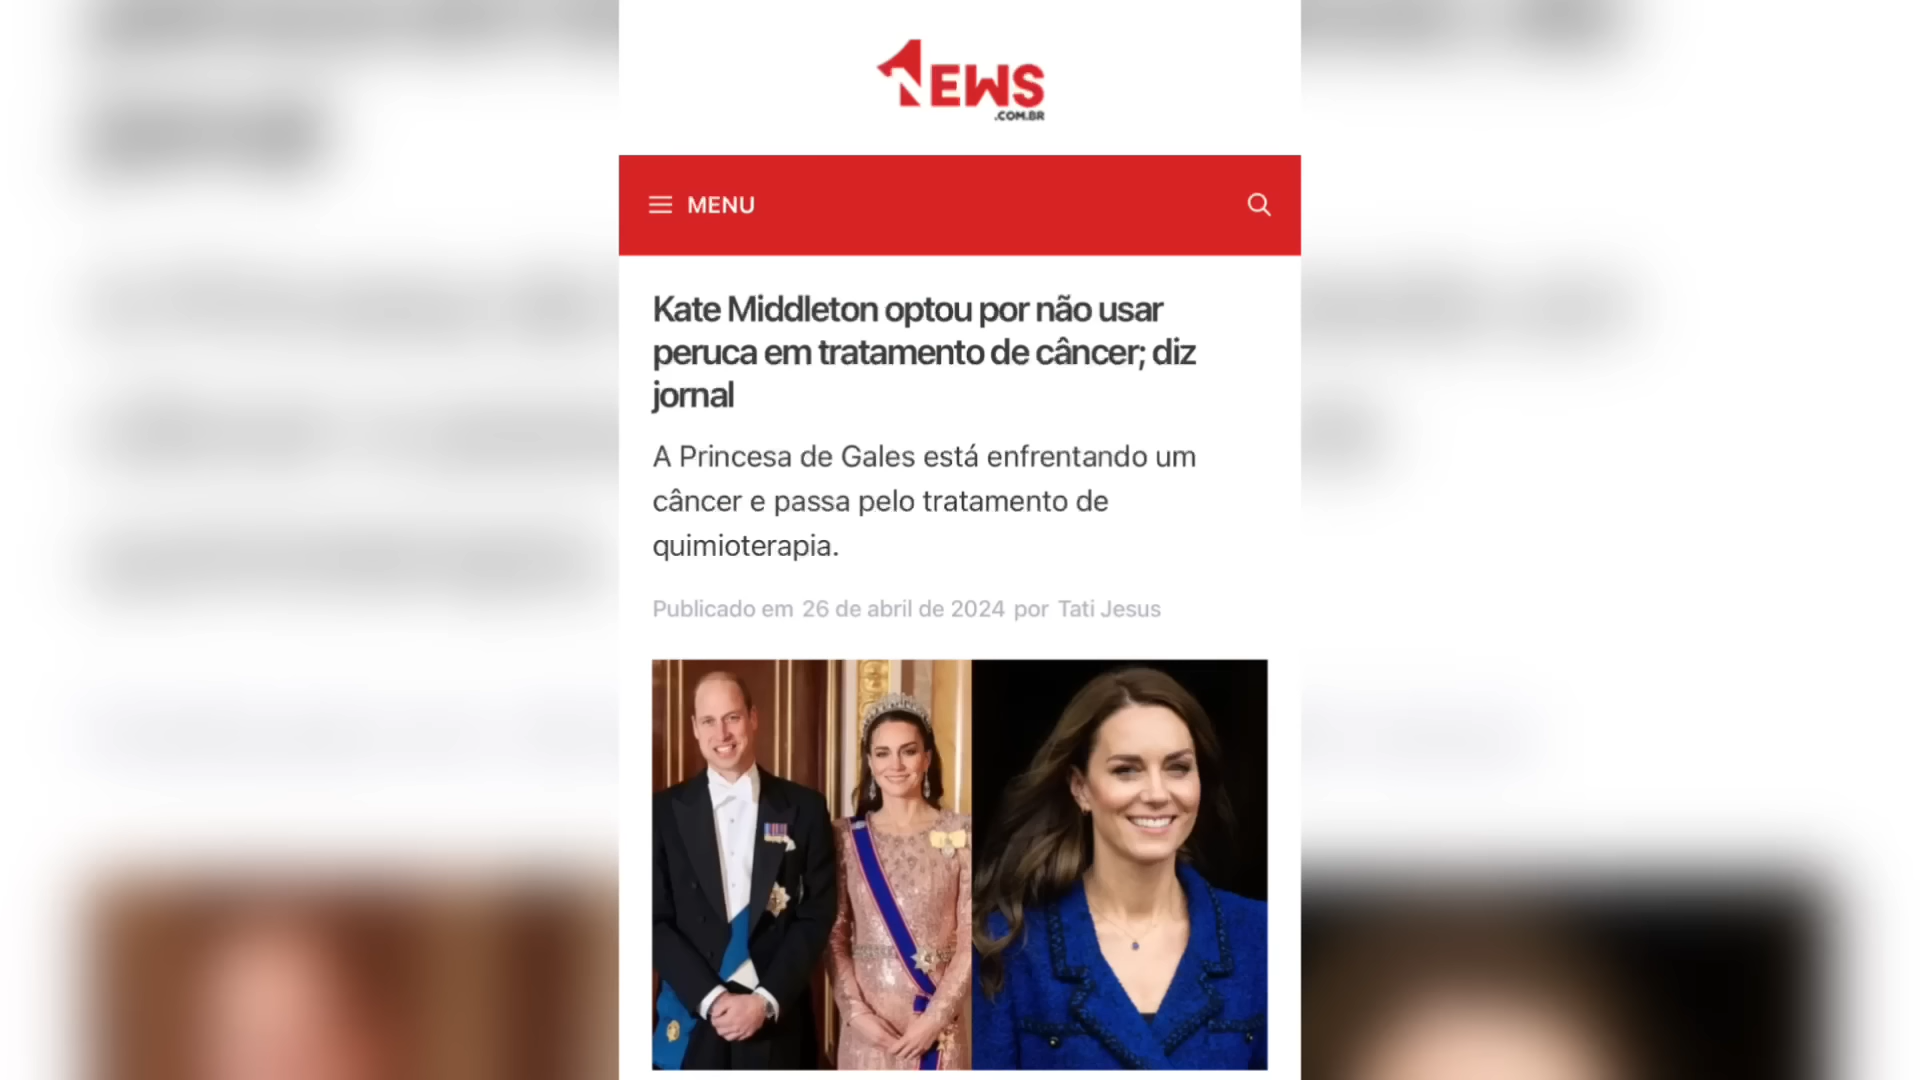 1EWS
.COM.BR
MENU
Kate Middleton optou por não usar
peruca em tratamento de câncer; diz
jornal
A Princesa de Gales está enfrentando um
câncer e passa pelo tratamento de
quimioterapia.
Publicado em 26 de abril de 2024 por Tati Jesus